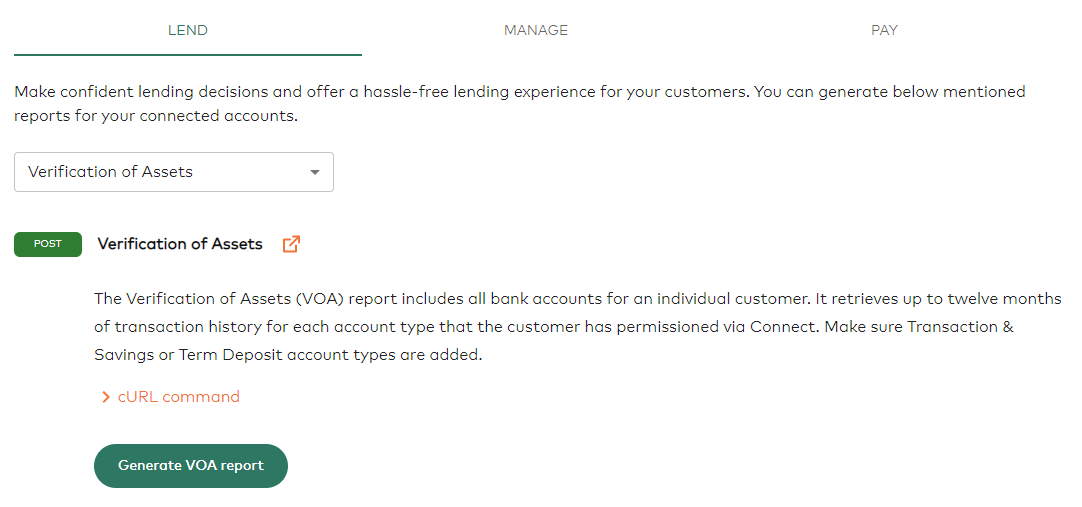 LEND MANAGE PAY
Make confident lending decisions and offer a hassle-free lending experience for your customers. You can generate below mentioned
reports for your connected accounts.
Verification of Assets
POST Verification of Assets
The Verification of Assets (VOA) report includes all bank accounts for an individual customer. It retrieves up to twelve months
of transaction history for each account type that the customer has permissioned via Connect. Make sure Transaction &
Savings or Term Deposit account types are added.
cURL command
Generate VOA report